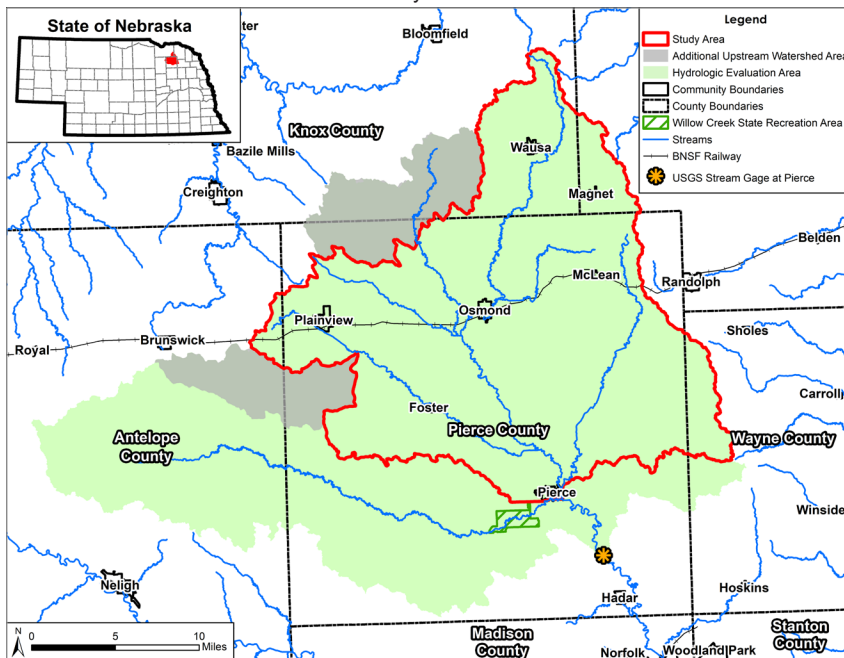 State of Nebraska
ter
Bloomfield
Legend
Study Area
Additional Upstream Watershed Area
Hydrologic Evaluation Area
Community Boundaries
County Boundaries
Willow Creek State Recreation Area
Streams
BNSF Railway
USGS Stream Gage at Pierce
Knox County
Bazile Mills
Wausa
Creighton
Magnet
Belden
McLean
Randolph
Osmond
Plainview
Sholes
Brunswick
Royal
Carroll
Foster
Antelope
County
Pierce County
Wayne County
Pierce
Winside
Neligh
Hoskins
Hadar
Madison
County
Stanton
County
Norfolk
Woodland Park
N
0 5 10
Miles